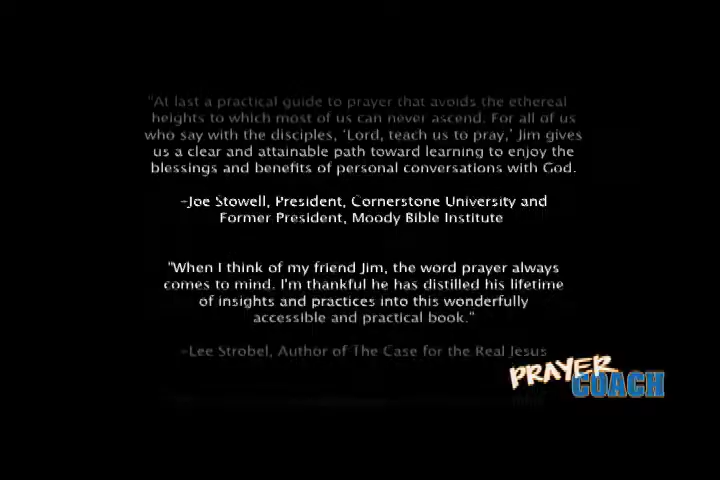 "At last a practical guide to prayer that avoids the ethereal
heights to which most of us can never ascend. For all of us
who say with the disciples, 'Lord, teach us to pray,' Jim gives
us a clear and attainable path toward learning to enjoy the
blessings and benefits of personal conversations with God.
-Joe Stowell, President, Cornerstone University and
Former President, Moody Bible Institute
"When I think of my friend Jim, the word prayer always
comes to mind. I'm thankful he has distilled his lifetime
of insights and practices into this wonderfully
accessible and practical book."
-Lee Strobel, Author of The Case for the Real Jesus
PRAYER
COACH